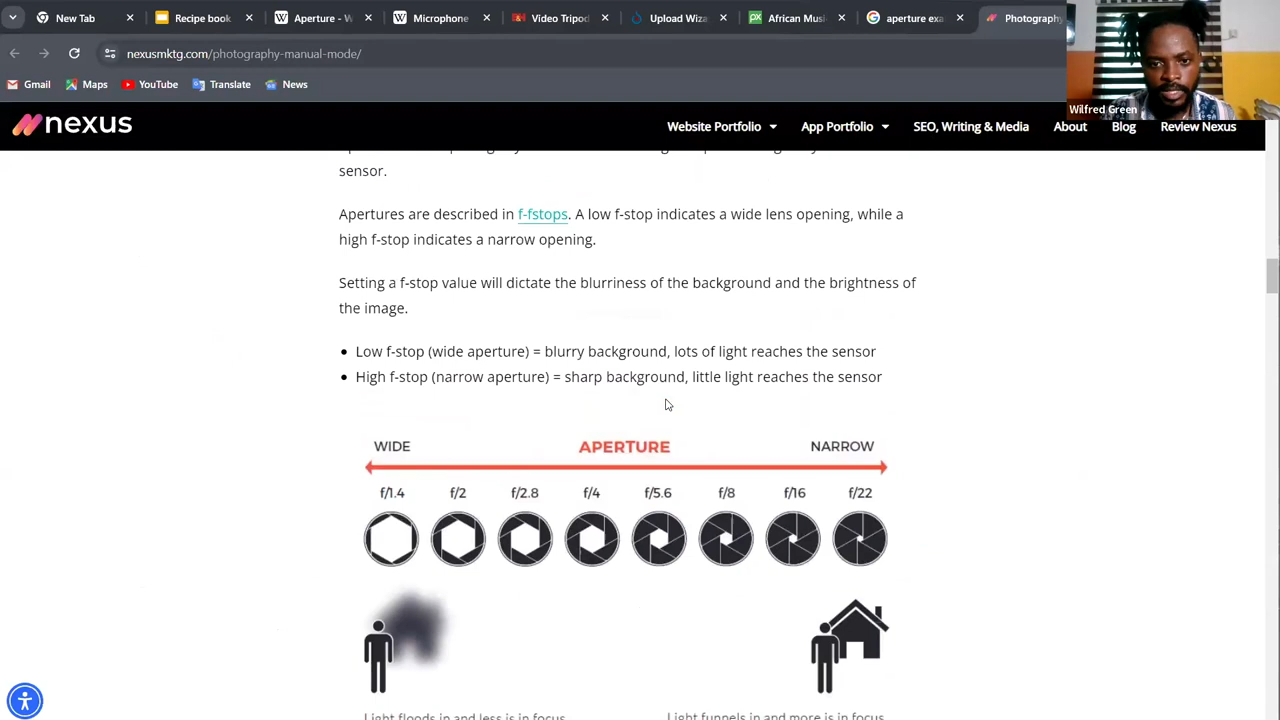 New Tab
Recipe book
Aperture - W
Microphone
Video Tripod
Upload Wiza
African Musi
aperture exp
Photography
nexusmktg.com/photography-manual-mode/
Gmail
Maps
YouTube
Translate
News
Wilfred Green
nexus
Website Portfolio
App Portfolio
SEO, Writing & Media
About
Blog
Review Nexus
sensor.
Apertures are described in f-fstops. A low f-stop indicates a wide lens opening, while a
high f-stop indicates a narrow opening.
Setting a f-stop value will dictate the blurriness of the background and the brightness of
the image.
Low f-stop (wide aperture) = blurry background, lots of light reaches the sensor
High f-stop (narrow aperture) = sharp background, little light reaches the sensor
WIDE APERTURE NARROW
f/1.4 f/2 f/2.8 f/4 f/5.6 f/8 f/16 f/22
Light floods in and less is in focus
Light funnels in and more is in focus